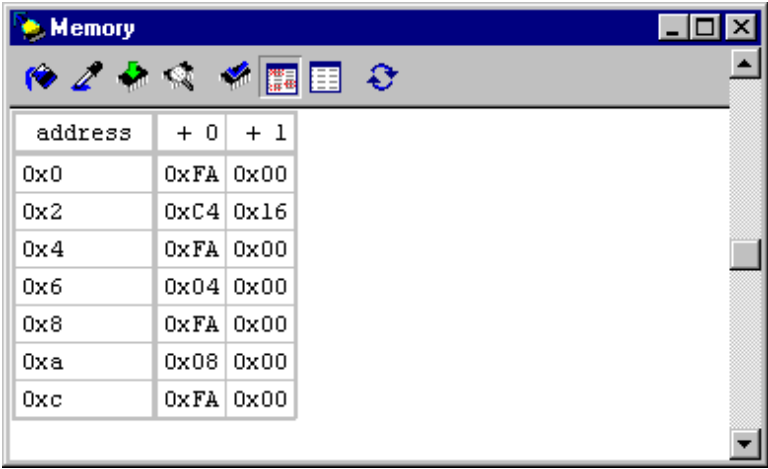 Memory
address + 0 + 1
0x0 0xFA 0x00
0x2 0xC4 0x16
0x4 0xFA 0x00
0x6 0x04 0x00
0x8 0xFA 0x00
0xa 0x08 0x00
0xc 0xFA 0x00